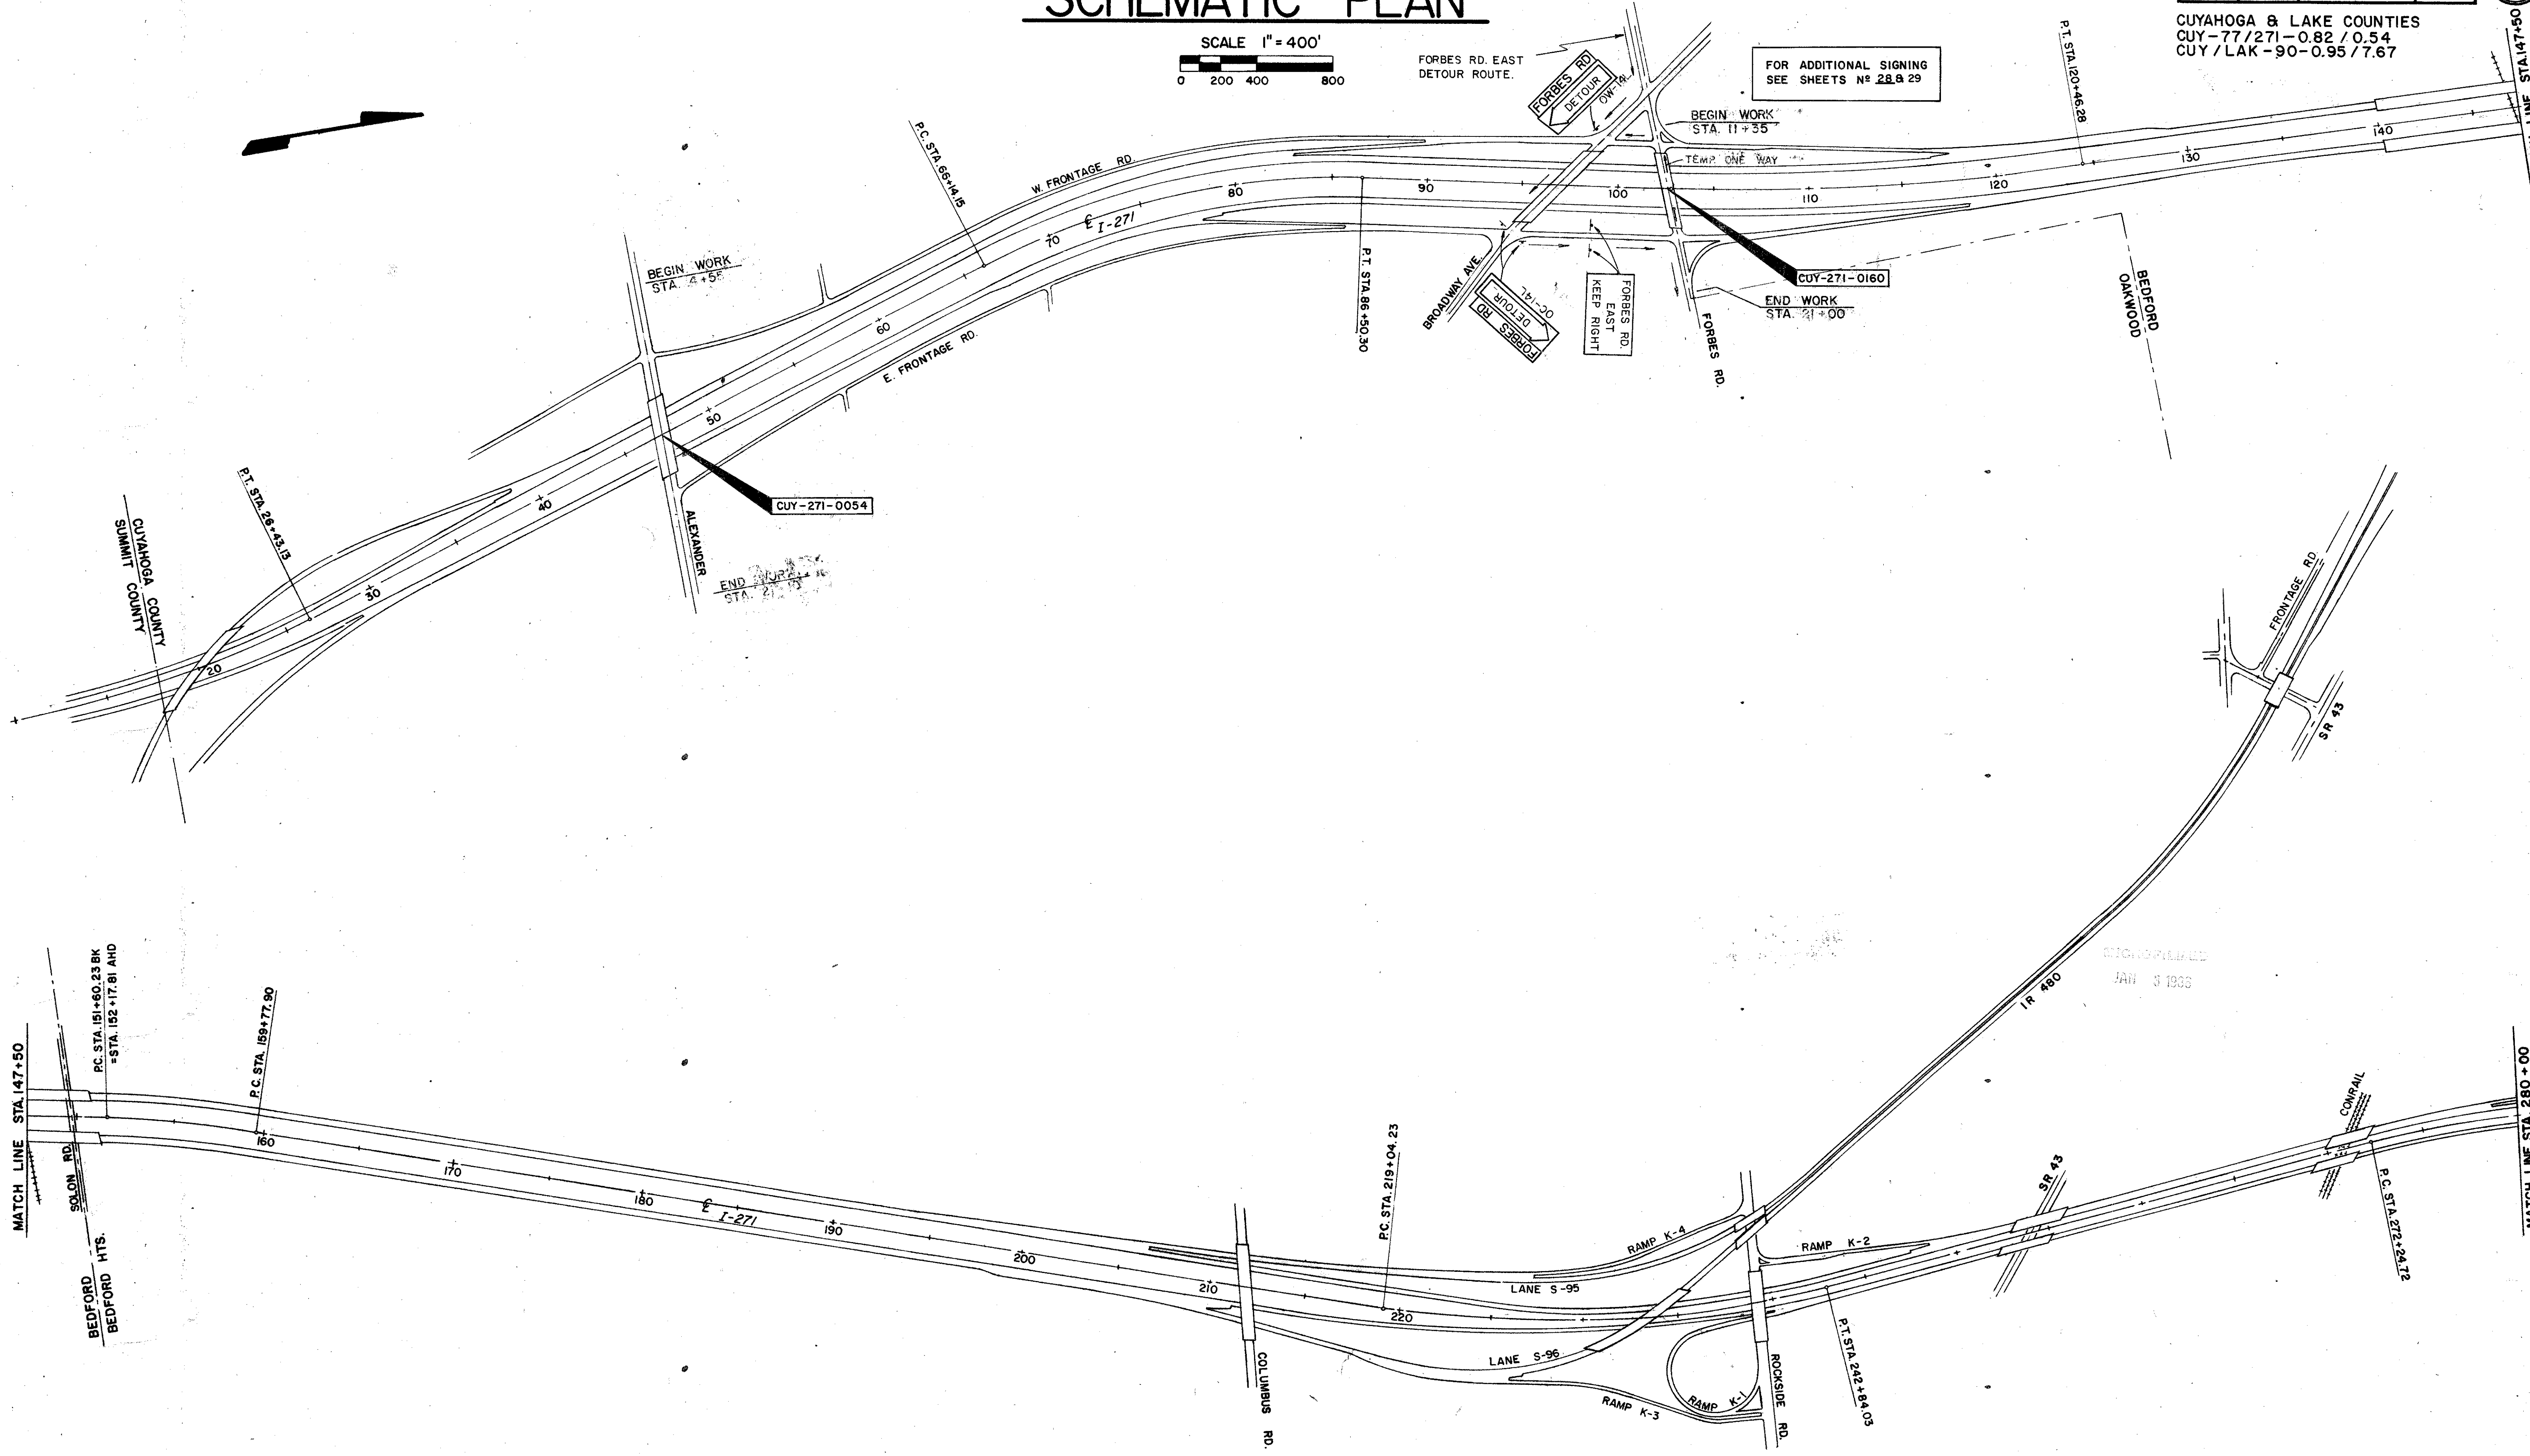 SCHEMATIC PLAN
SCALE 1" = 400'
0 200 400 800
CUYAHOGA & LAKE COUNTIES
CUY-77/271-0.82 / 0.54
CUY/LAK-90-0.95/7.67
FORBES RD. EAST
DETOUR ROUTE.
FORBES RD
DETOUR
OW-14
FOR ADDITIONAL SIGNING
SEE SHEETS Nº 28 & 29
BEGIN WORK
STA. 11+35
TEMP. ONE WAY
P.T. STA. 120+46.28
STA. 147+50
P.C. STA. 66+14.15
W. FRONTAGE RD.
℄ I-271
70
80
90
100
110
120
130
140
BEGIN WORK
STA. 4+55
60
50
40
30
20
E. FRONTAGE RD.
P.T. STA. 86+50.30
BROADWAY AVE.
FORBES RD
DETOUR
OC-14L
FORBES RD.
EAST
KEEP RIGHT
CUY-271-0160
END WORK
STA. 21+00
FORBES RD.
BEDFORD
OAKWOOD
P.T. STA. 26+43.13
CUYAHOGA COUNTY
SUMMIT COUNTY
CUY-271-0054
ALEXANDER
END
STA.
FRONTAGE RD
SR 43
IR 480
JAN
MATCH LINE STA. 147+50
SOLON RD.
P.C. STA. 151+60.23 BK
=STA. 152+17.81 AHD
P.C. STA. 159+77.90
BEDFORD
BEDFORD HTS.
160
170
180
℄ I-271
190
200
210
220
COLUMBUS RD.
P.C. STA. 219+04.23
LANE S-95
LANE S-96
RAMP K-4
RAMP K-2
RAMP K-3
RAMP K-1
ROCKSIDE RD.
P.T. STA. 242+84.03
SR 43
CONRAIL
P.C. STA. 272+24.72
MATCH LINE STA. 280+00